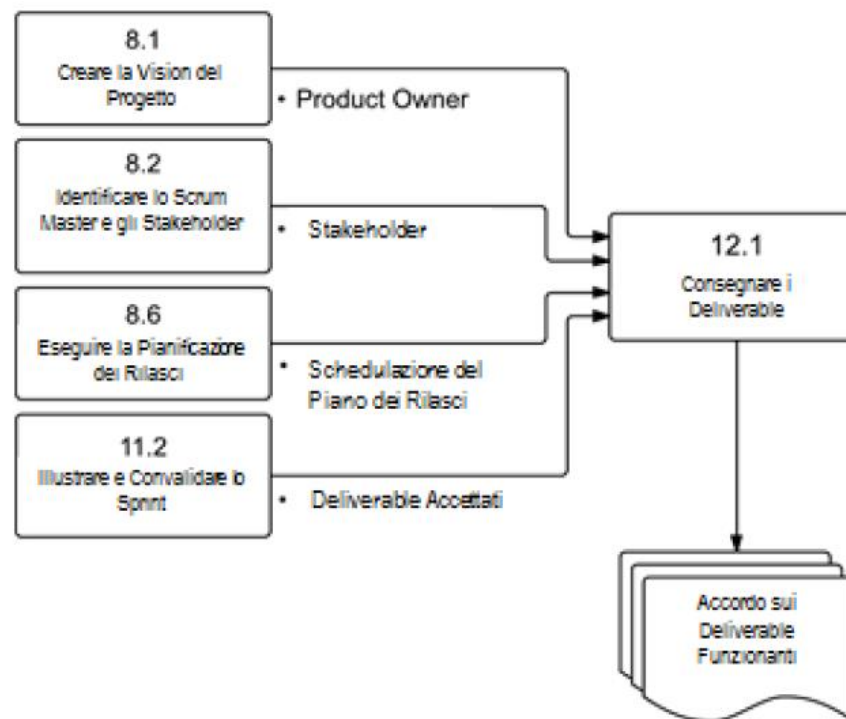 8.1
Creare la Vision del
Progetto
• Product Owner
8.2
Identificare lo Scrum
Master e gli Stakeholder
• Stakeholder
8.6
Eseguire la Pianificazione
dei Rilasci
• Schedulazione del
Piano dei Rilasci
11.2
Illustrare e Convalidare lo
Sprint
• Deliverable Accettati
12.1
Consegnare i
Deliverable
Accordo sui
Deliverable
Funzionanti